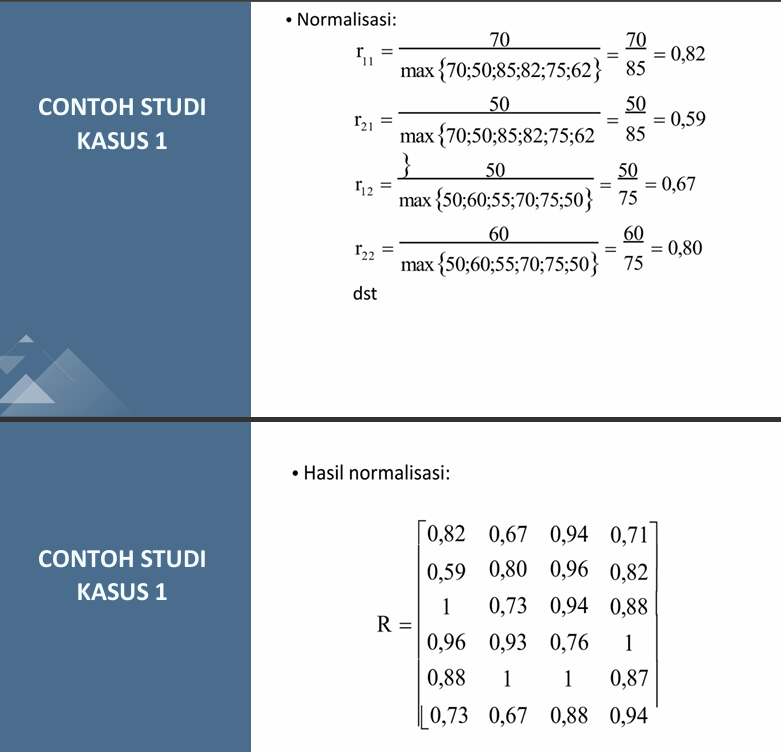 CONTOH STUDI
KASUS 1
• Normalisasi:
r11 = 70 / max{70;50;85;82;75;62} = 70/85 = 0,82
r21 = 50 / max{70;50;85;82;75;62 } = 50/85 = 0,59
r12 = 50 / max{50;60;55;70;75;50} = 50/75 = 0,67
r22 = 60 / max{50;60;55;70;75;50} = 60/75 = 0,80
dst
CONTOH STUDI
KASUS 1
• Hasil normalisasi:
R =
0,82 0,67 0,94 0,71
0,59 0,80 0,96 0,82
1 0,73 0,94 0,88
0,96 0,93 0,76 1
0,88 1 1 0,87
0,73 0,67 0,88 0,94